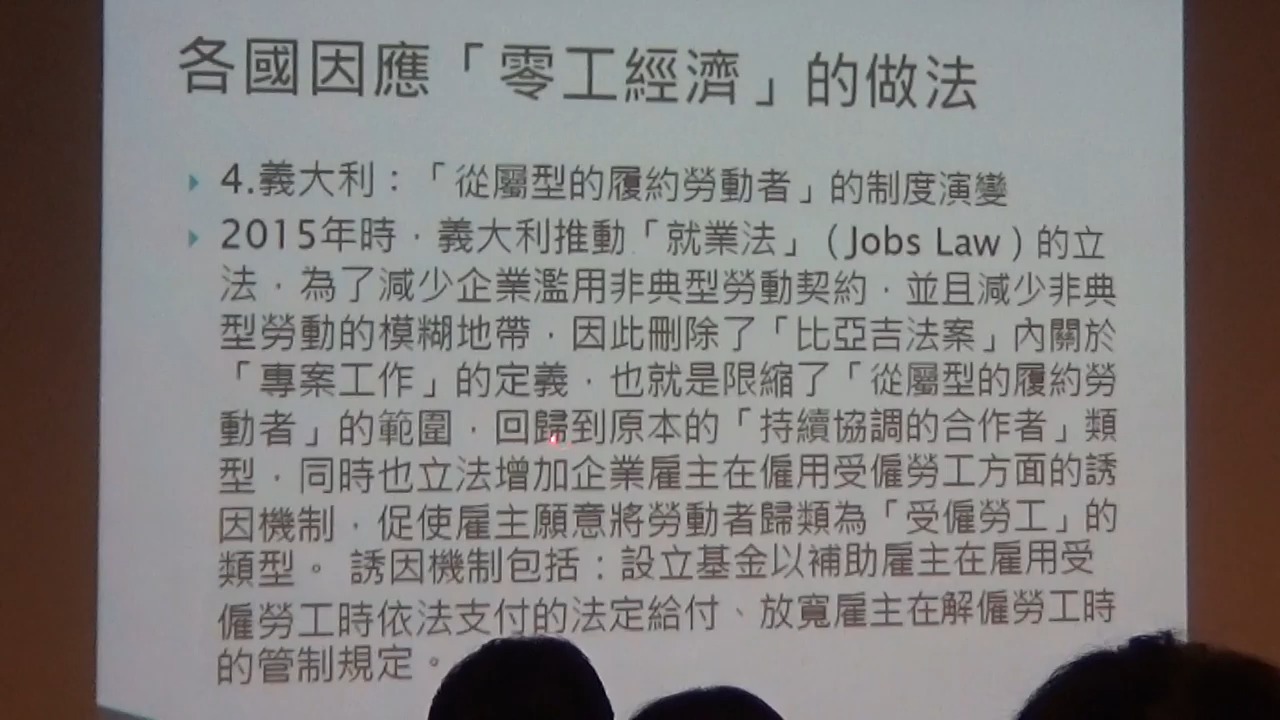 各國因應「零工經濟」的做法
4.義大利：「從屬型的履約勞動者」的制度演變
2015年時，義大利推動「就業法」（Jobs Law）的立
法，為了減少企業濫用非典型勞動契約，並且減少非典
型勞動的模糊地帶，因此刪除了「比亞吉法案」內關於
「專案工作」的定義，也就是限縮了「從屬型的履約勞
動者」的範圍，回歸到原本的「持續協調的合作者」類
型，同時也立法增加企業雇主在僱用受僱勞工方面的誘
因機制，促使雇主願意將勞動者歸類為「受僱勞工」的
類型。 誘因機制包括：設立基金以補助雇主在雇用受
僱勞工時依法支付的法定給付、放寬雇主在解僱勞工時
的管制規定。